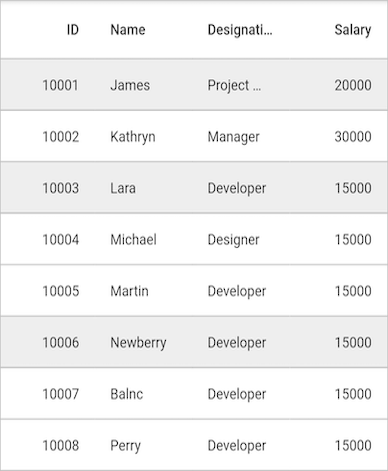 ID Name Designati... Salary
10001 James Project ... 20000
10002 Kathryn Manager 30000
10003 Lara Developer 15000
10004 Michael Designer 15000
10005 Martin Developer 15000
10006 Newberry Developer 15000
10007 Balnc Developer 15000
10008 Perry Developer 15000